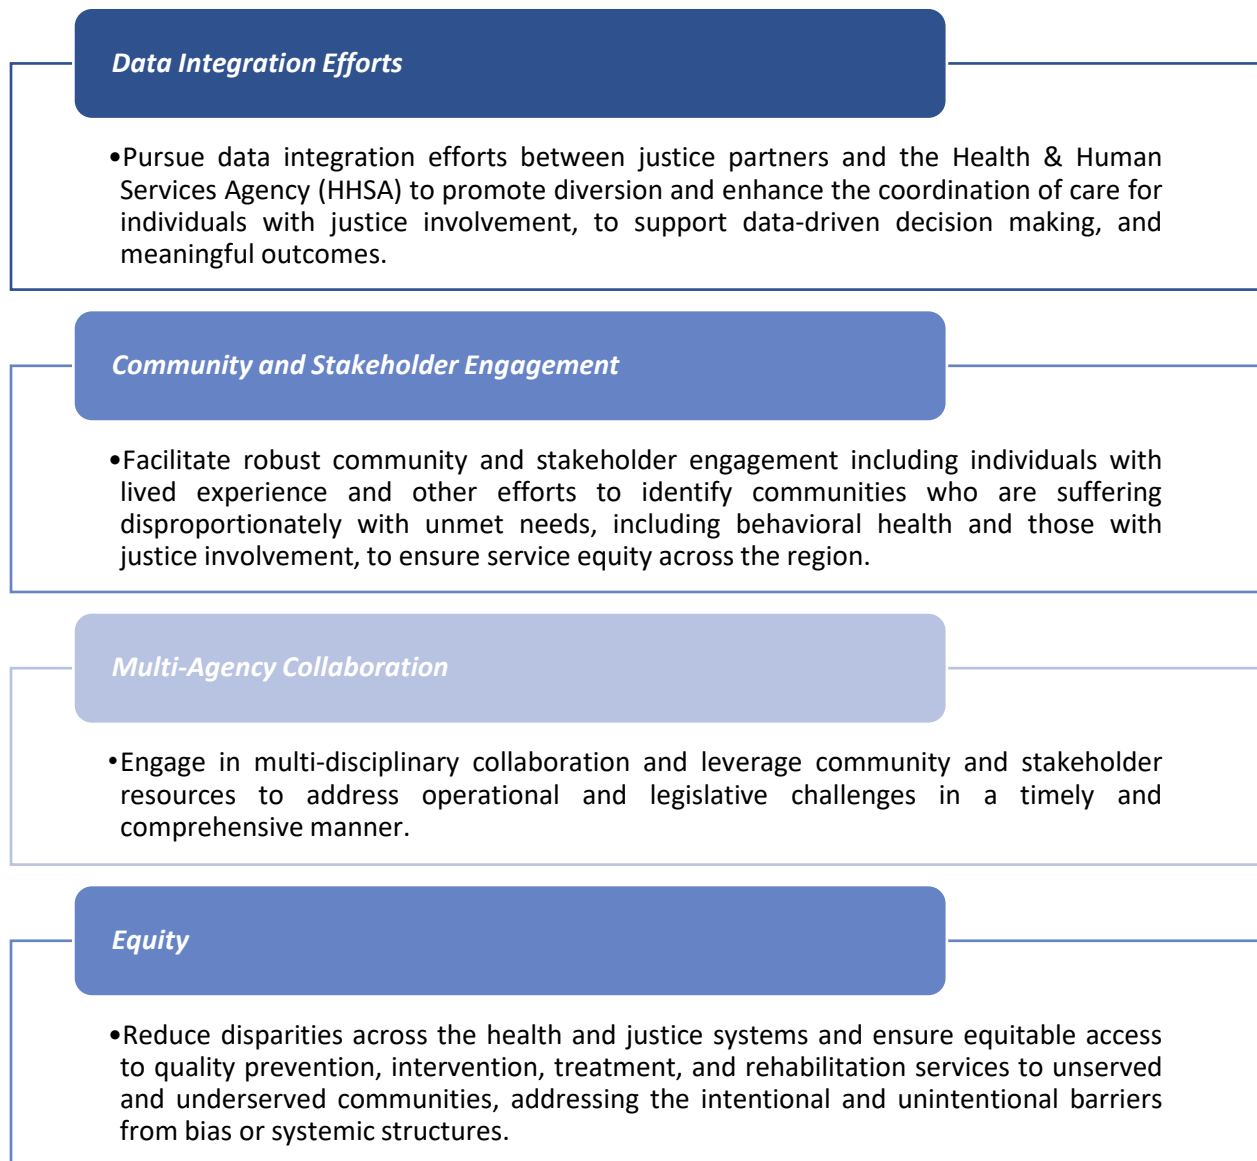 Data Integration Efforts
•Pursue data integration efforts between justice partners and the Health & Human
Services Agency (HHSA) to promote diversion and enhance the coordination of care for
individuals with justice involvement, to support data-driven decision making, and
meaningful outcomes.
Community and Stakeholder Engagement
•Facilitate robust community and stakeholder engagement including individuals with
lived experience and other efforts to identify communities who are suffering
disproportionately with unmet needs, including behavioral health and those with
justice involvement, to ensure service equity across the region.
Multi-Agency Collaboration
•Engage in multi-disciplinary collaboration and leverage community and stakeholder
resources to address operational and legislative challenges in a timely and
comprehensive manner.
Equity
•Reduce disparities across the health and justice systems and ensure equitable access
to quality prevention, intervention, treatment, and rehabilitation services to unserved
and underserved communities, addressing the intentional and unintentional barriers
from bias or systemic structures.